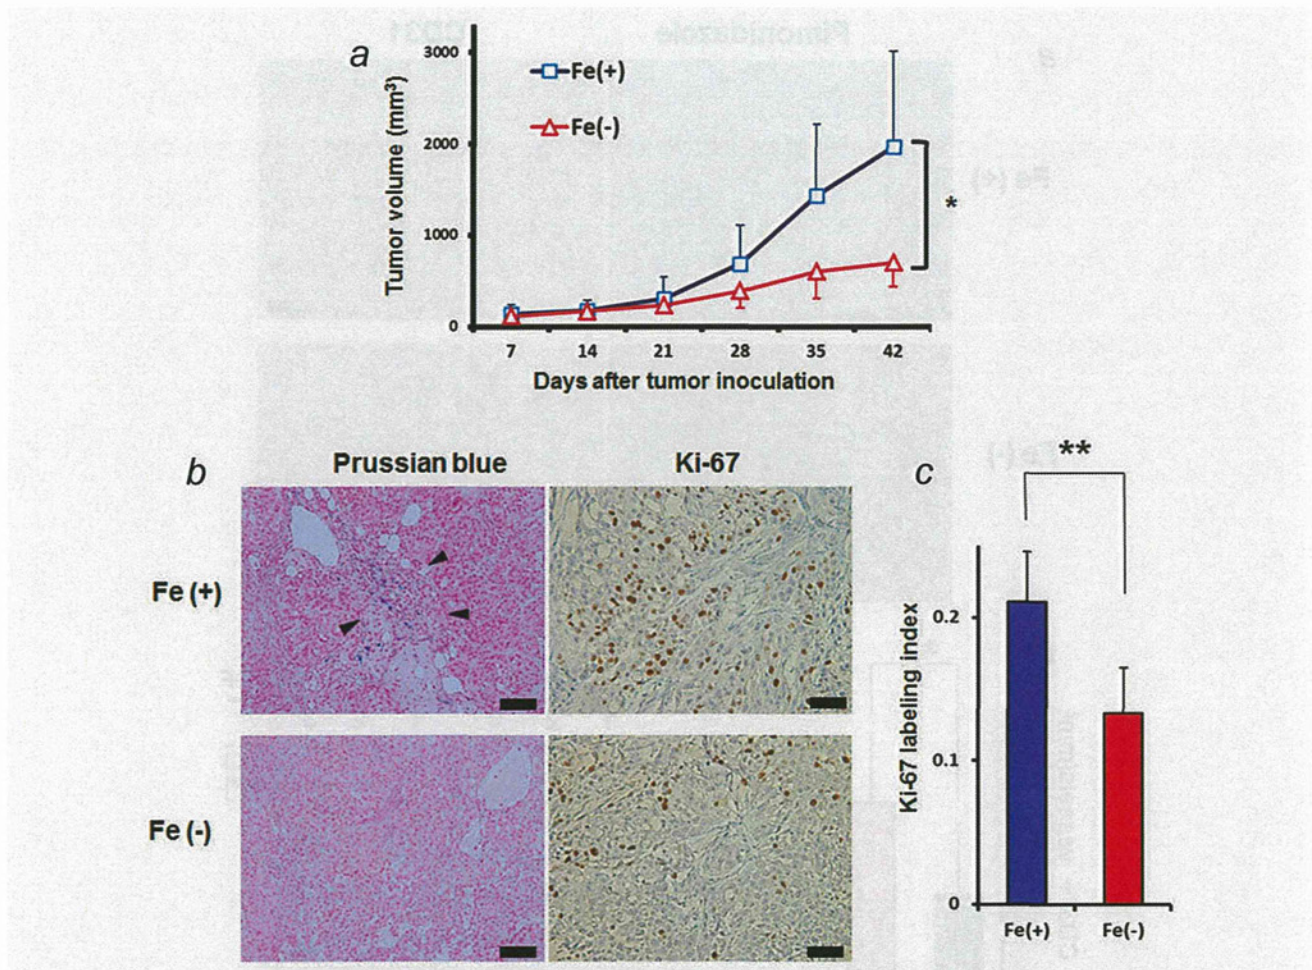 a
3000
2000
1000
0
Tumor volume (mm³)
Fe(+)
Fe(-)
*
7 14 21 28 35 42
Days after tumor inoculation
b
Prussian blue Ki-67
Fe (+)
Fe (-)
c
**
Ki-67 labeling index
0.2
0.1
0
Fe(+) Fe(-)